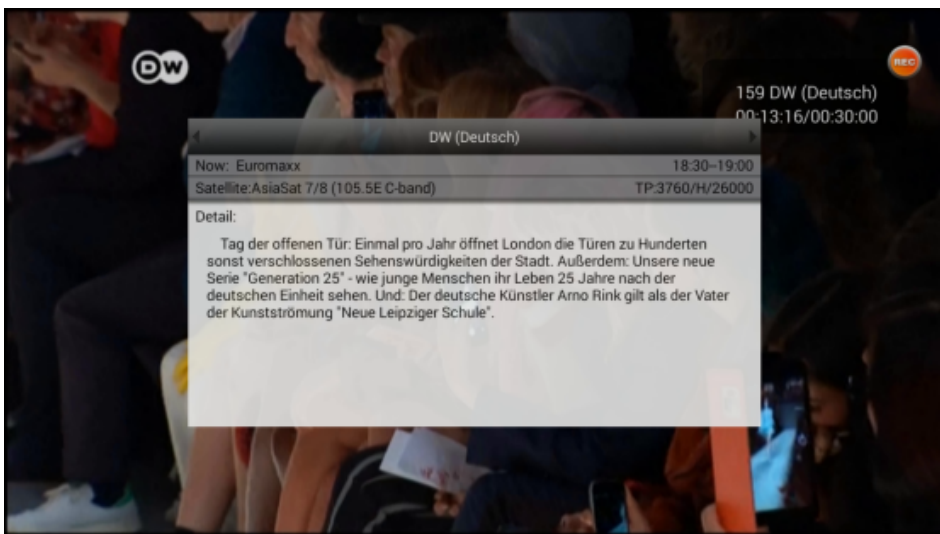 DW
REC
159 DW (Deutsch)
00:13:16/00:30:00
DW (Deutsch)
Now: Euromaxx 18:30–19:00
Satellite:AsiaSat 7/8 (105.5E C-band) TP:3760/H/26000
Detail:
Tag der offenen Tür: Einmal pro Jahr öffnet London die Türen zu Hunderten
sonst verschlossenen Sehenswürdigkeiten der Stadt. Außerdem: Unsere neue
Serie "Generation 25" - wie junge Menschen ihr Leben 25 Jahre nach der
deutschen Einheit sehen. Und: Der deutsche Künstler Arno Rink gilt als der Vater
der Kunstströmung "Neue Leipziger Schule".